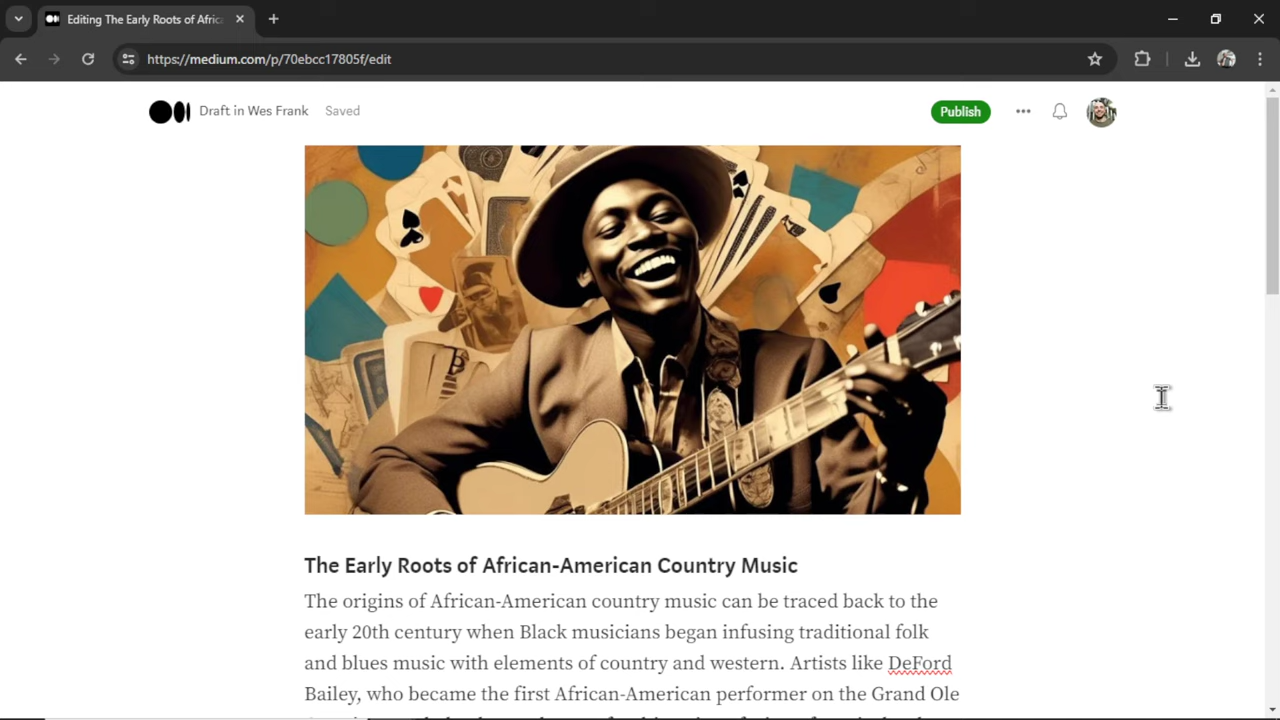 Editing The Early Roots of Afric
https://medium.com/p/70ebcc17805f/edit
Draft in Wes Frank Saved
Publish
The Early Roots of African-American Country Music
The origins of African-American country music can be traced back to the
early 20th century when Black musicians began infusing traditional folk
and blues music with elements of country and western. Artists like DeFord
Bailey, who became the first African-American performer on the Grand Ole